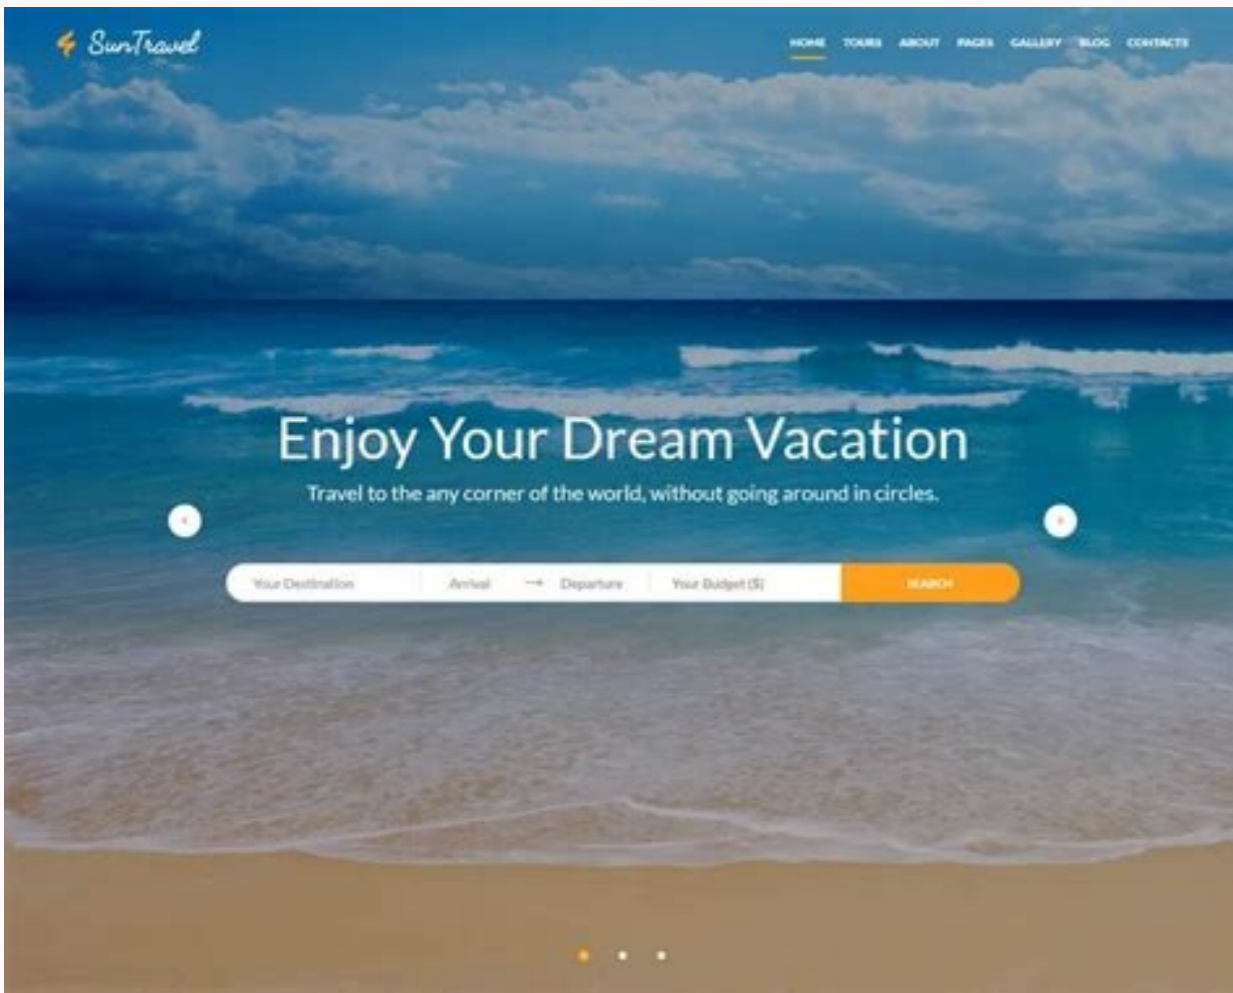 SunTravel
HOME TOURS ABOUT PAGES GALLERY BLOG CONTACTS
Enjoy Your Dream Vacation
Travel to the any corner of the world, without going around in circles.
Your Destination Arrival → Departure Your Budget ($) SEARCH